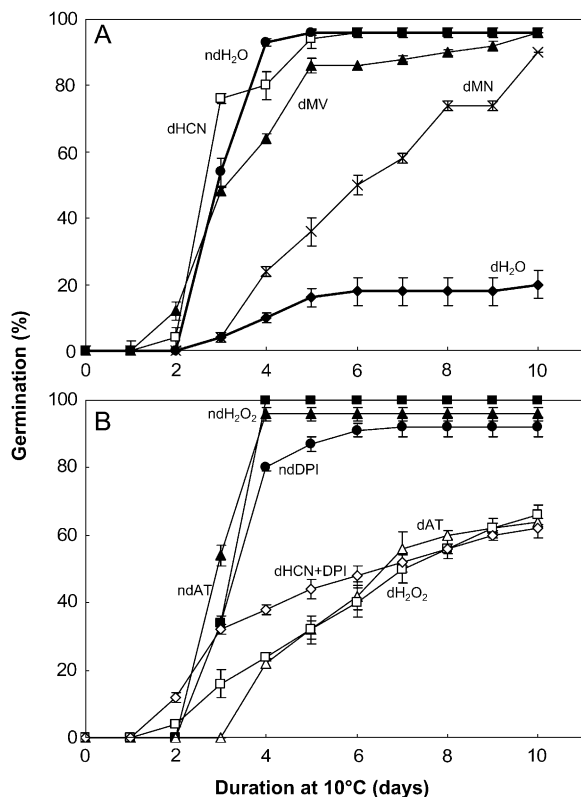 A
100
80
60
40
20
0
ndH2O
dHCN
dMV
dMN
dH2O
0 2 4 6 8 10
Germination (%)
B
100
80
60
40
20
0
ndH2O2
ndDPI
ndAT
dAT
dHCN+DPI
dH2O2
0 2 4 6 8 10
Duration at 10°C (days)